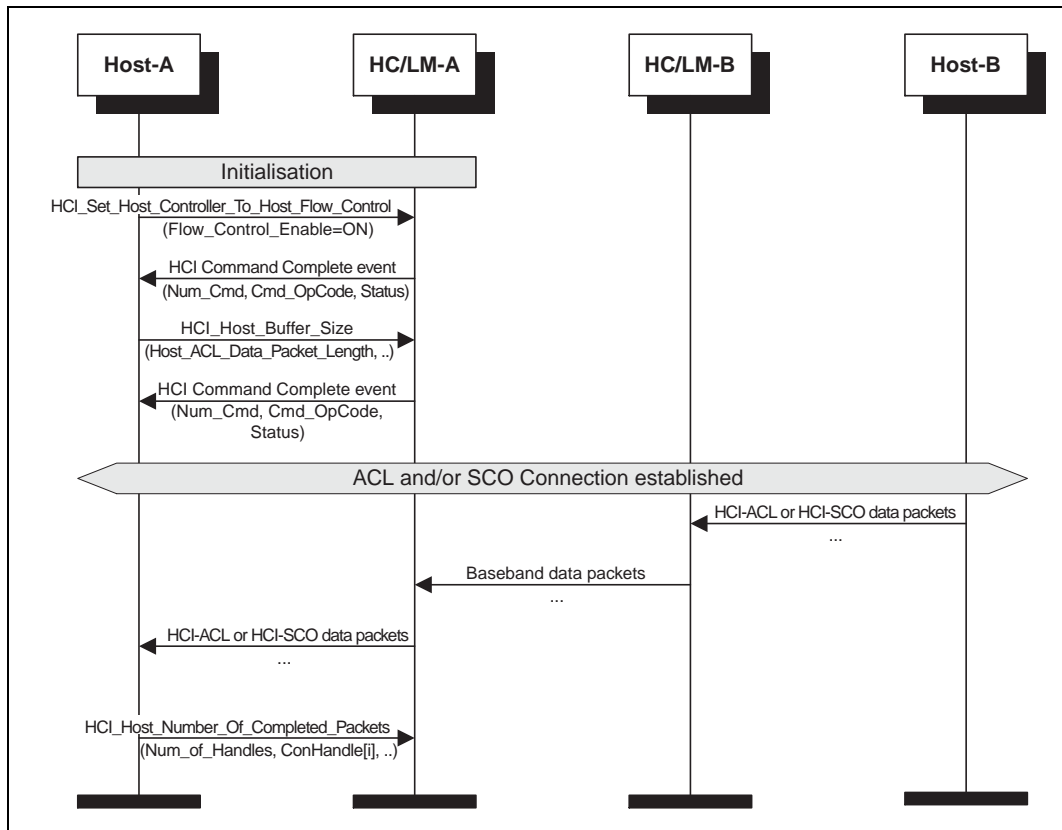 Host-A
HC/LM-A
HC/LM-B
Host-B
Initialisation
HCI_Set_Host_Controller_To_Host_Flow_Control
(Flow_Control_Enable=ON)
HCI Command Complete event
(Num_Cmd, Cmd_OpCode, Status)
HCI_Host_Buffer_Size
(Host_ACL_Data_Packet_Length, ..)
HCI Command Complete event
(Num_Cmd, Cmd_OpCode,
Status)
ACL and/or SCO Connection established
HCI-ACL or HCI-SCO data packets
...
Baseband data packets
...
HCI-ACL or HCI-SCO data packets
...
HCI_Host_Number_Of_Completed_Packets
(Num_of_Handles, ConHandle[i], ..)